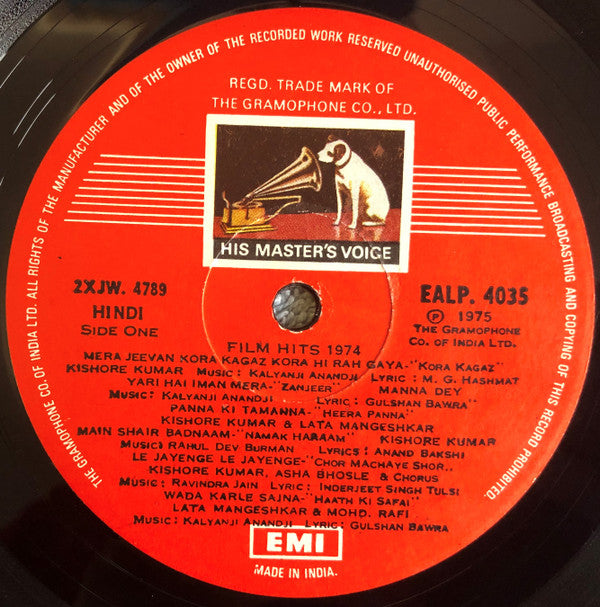 THE GRAMOPHONE CO. OF INDIA LTD. ALL RIGHTS OF THE MANUFACTURER AND OF THE OWNER OF THE RECORDED WORK RESERVED UNAUTHORISED PUBLIC PERFORMANCE BROADCASTING AND COPYING OF THIS RECORD PROHIBITED.
REGD. TRADE MARK OF
THE GRAMOPHONE CO., LTD.
HIS MASTER'S VOICE
2XJW. 4789
HINDI
SIDE ONE
EALP. 4035
Ⓟ 1975
THE GRAMOPHONE
CO. OF INDIA LTD.
FILM HITS 1974
MERA JEEVAN KORA KAGAZ KORA HI RAH GAYA-"KORA KAGAZ"
KISHORE KUMAR MUSIC: KALYANJI ANANDJI LYRIC: M. G. HASHMAT
YARI HAI IMAN MERA-"ZANJEER" MANNA DEY
MUSIC: KALYANJI ANANDJI LYRIC: GULSHAN BAWRA
PANNA KI TAMANNA-"HEERA PANNA"
KISHORE KUMAR & LATA MANGESHKAR
MAIN SHAIR BADNAAM-"NAMAK HARAAM" KISHORE KUMAR
MUSIC: RAHUL DEV BURMAN LYRICS: ANAND BAKSHI
LE JAYENGE LE JAYENGE-"CHOR MACHAYE SHOR..
KISHORE KUMAR, ASHA BHOSLE & CHORUS
MUSIC: RAVINDRA JAIN LYRIC: INDERJEET SINGH TULSI
WADA KARLE SAJNA-"HAATH KI SAFAI"
LATA MANGESHKAR & MOHD. RAFI
MUSIC: KALYANJI ANANDJI LYRIC: GULSHAN BAWRA
EMI
MADE IN INDIA.